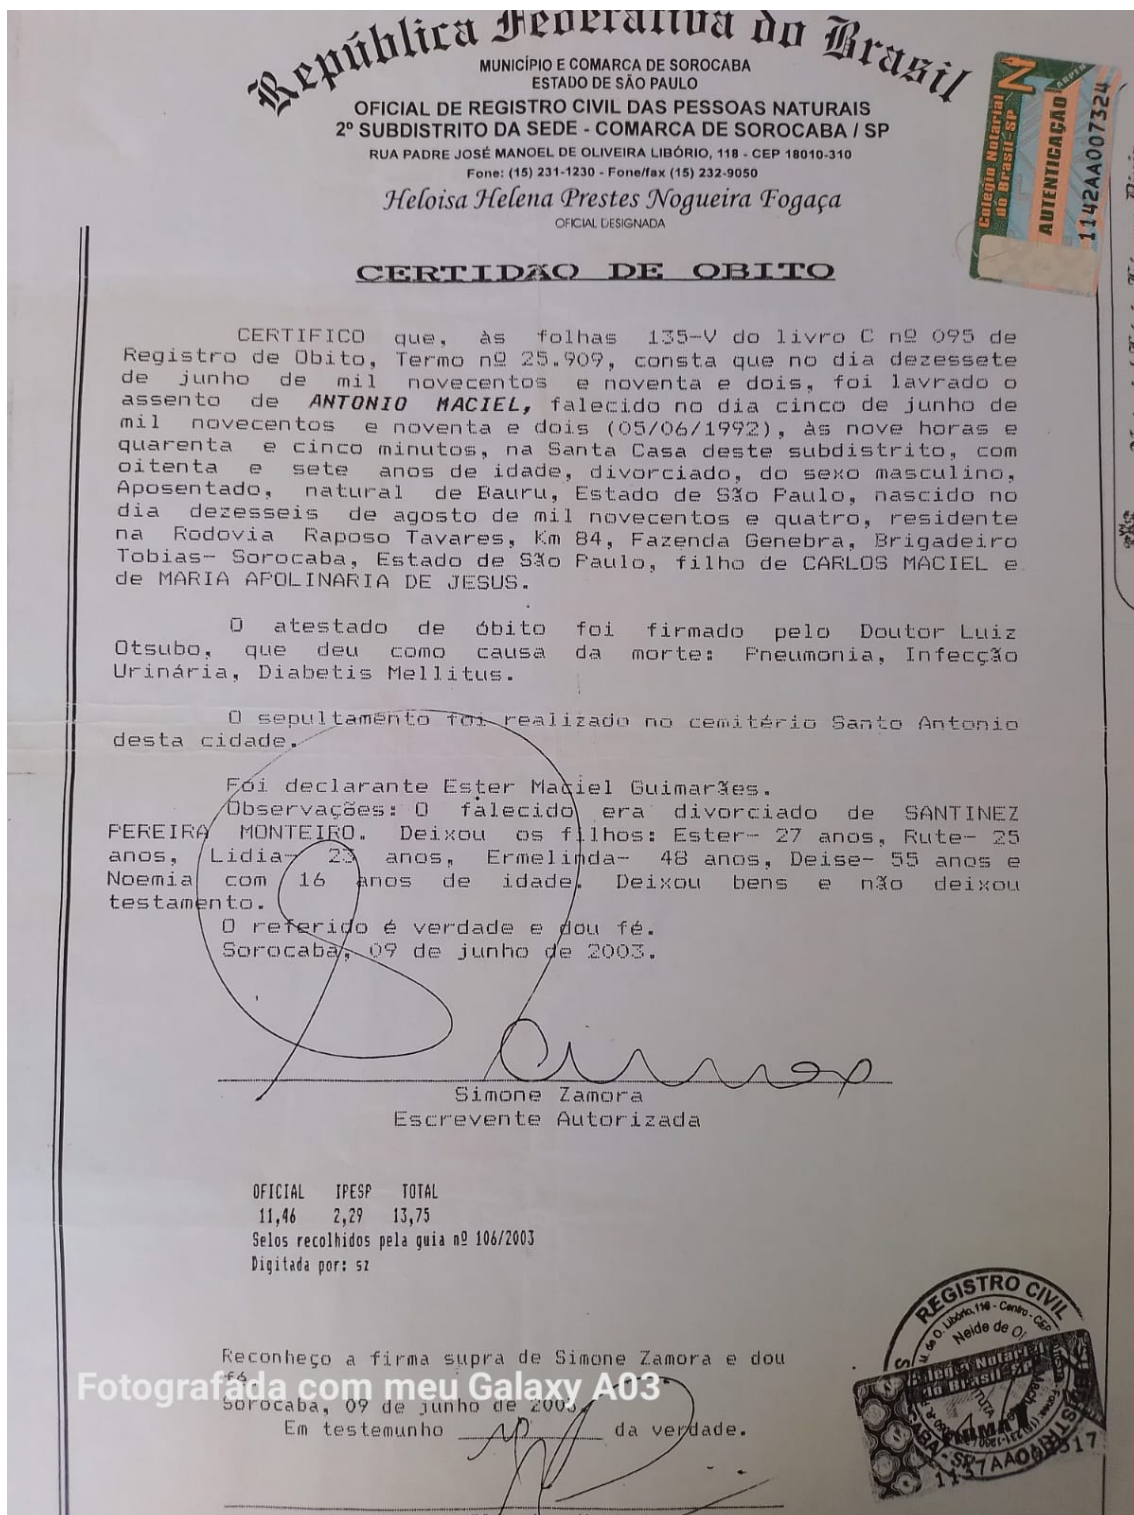 República Federativa do Brasil
MUNICÍPIO E COMARCA DE SOROCABA
ESTADO DE SÃO PAULO
OFICIAL DE REGISTRO CIVIL DAS PESSOAS NATURAIS
2º SUBDISTRITO DA SEDE - COMARCA DE SOROCABA / SP
RUA PADRE JOSÉ MANOEL DE OLIVEIRA LIBÓRIO, 118 - CEP 18010-310
Fone: (15) 231-1230 - Fone/fax (15) 232-9050
Heloisa Helena Prestes Nogueira Fogaça
OFICIAL DESIGNADA
Colégio Notarial
do Brasil-SP
ARPEN
AUTENTICAÇÃO
1142AA007324
CERTIDÃO DE OBITO
CERTIFICO que, às folhas 135-V do livro C nº 095 de
Registro de Obito, Termo nº 25.909, consta que no dia dezessete
de junho de mil novecentos e noventa e dois, foi lavrado o
assento de ANTONIO MACIEL, falecido no dia cinco de junho de
mil novecentos e noventa e dois (05/06/1992), às nove horas e
quarenta e cinco minutos, na Santa Casa deste subdistrito, com
oitenta e sete anos de idade, divorciado, do sexo masculino,
Aposentado, natural de Bauru, Estado de São Paulo, nascido no
dia dezesseis de agosto de mil novecentos e quatro, residente
na Rodovia Raposo Tavares, Km 84, Fazenda Genebra, Brigadeiro
Tobias- Sorocaba, Estado de São Paulo, filho de CARLOS MACIEL e
de MARIA APOLINARIA DE JESUS.
O atestado de óbito foi firmado pelo Doutor Luiz
Otsubo, que deu como causa da morte: Pneumonia, Infecção
Urinária, Diabetis Mellitus.
O sepultamento foi realizado no cemitério Santo Antonio
desta cidade.
Foi declarante Ester Maciel Guimarães.
Observações: O falecido era divorciado de SANTINEZ
PEREIRA MONTEIRO. Deixou os filhos: Ester- 27 anos, Rute- 25
anos, Lidia- 23 anos, Ermelinda- 48 anos, Deise- 55 anos e
Noemia com 16 anos de idade. Deixou bens e não deixou
testamento.
O referido é verdade e dou fé.
Sorocaba, 09 de junho de 2003.
Simone Zamora
Escrevente Autorizada
OFICIAL IPESP TOTAL
11,46 2,29 13,75
Selos recolhidos pela guia nº 106/2003
Digitada por: sz
Reconheço a firma supra de Simone Zamora e dou
fé.
Fotografada com meu Galaxy A03
Sorocaba, 09 de junho de 2003.
Em testemunho da verdade.
REGISTRO CIVIL
Libório, 118 - Centro - CEP
Neide de
Notarial
do Brasil-SP